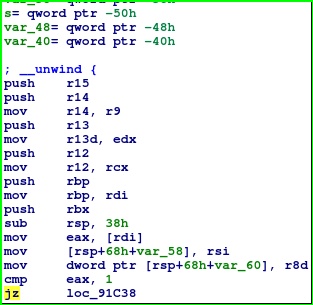 s= qword ptr -50h
var_48= qword ptr -48h
var_40= qword ptr -40h
; __unwind {
push r15
push r14
mov r14, r9
push r13
mov r13d, edx
push r12
mov r12, rcx
push rbp
mov rbp, rdi
push rbx
sub rsp, 38h
mov eax, [rdi]
mov [rsp+68h+var_58], rsi
mov dword ptr [rsp+68h+var_60], r8d
cmp eax, 1
jz loc_91C38